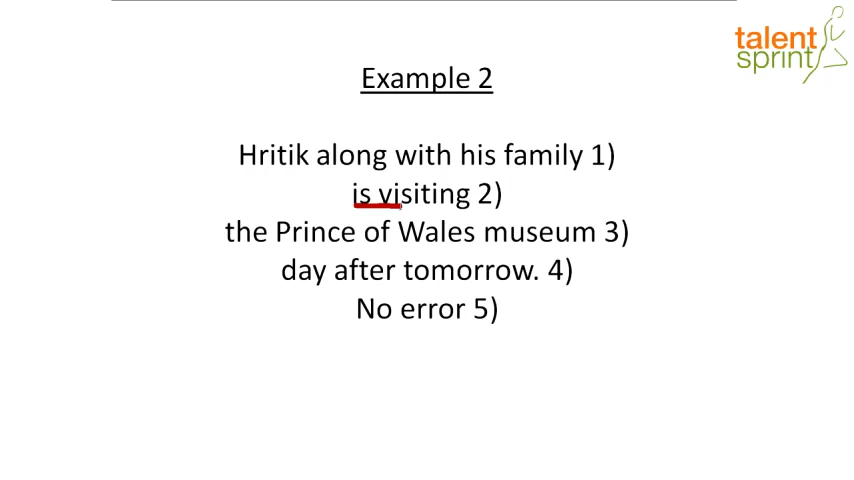 talent
sprint
Example 2
Hritik along with his family 1)
is visiting 2)
the Prince of Wales museum 3)
day after tomorrow. 4)
No error 5)